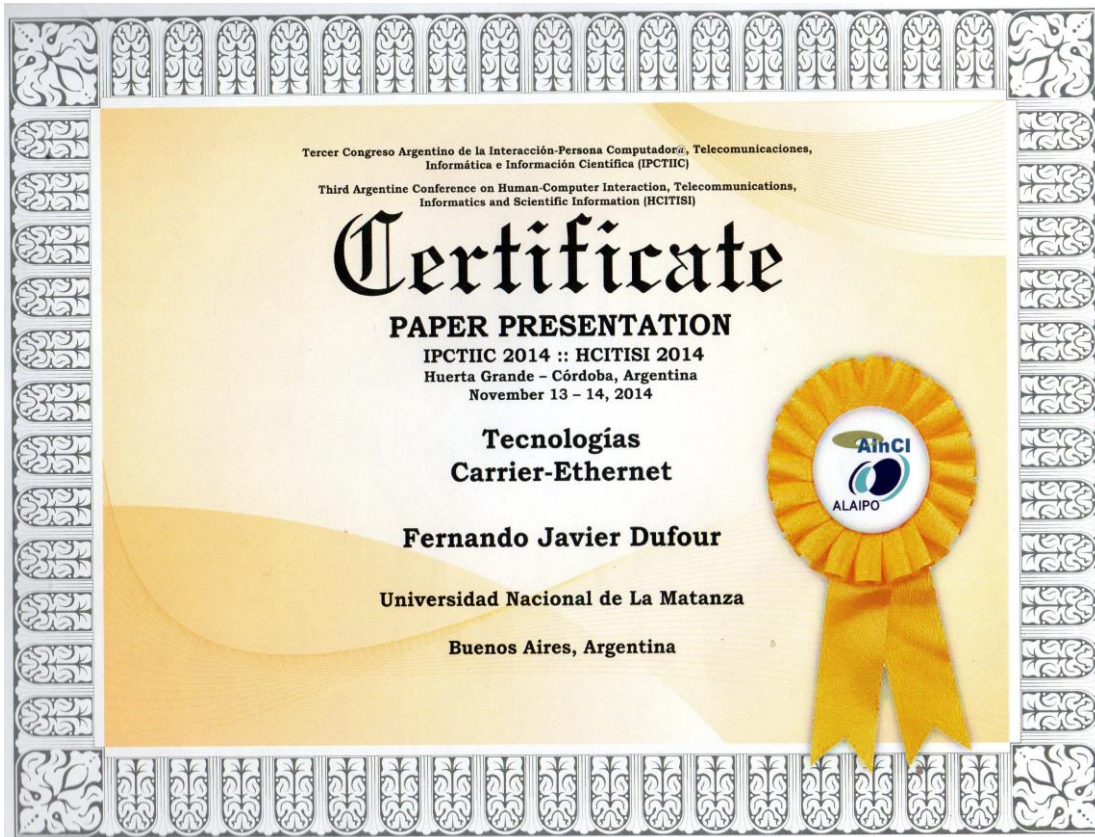 Tercer Congreso Argentino de la Interacción-Persona Computador@, Telecomunicaciones,
Informática e Información Científica (IPCTIIC)
Third Argentine Conference on Human-Computer Interaction, Telecommunications,
Informatics and Scientific Information (HCITISI)
Certificate
PAPER PRESENTATION
IPCTIIC 2014 :: HCITISI 2014
Huerta Grande – Córdoba, Argentina
November 13 – 14, 2014
Tecnologías
Carrier-Ethernet
Fernando Javier Dufour
Universidad Nacional de La Matanza
Buenos Aires, Argentina
AInCI
ALAIPO